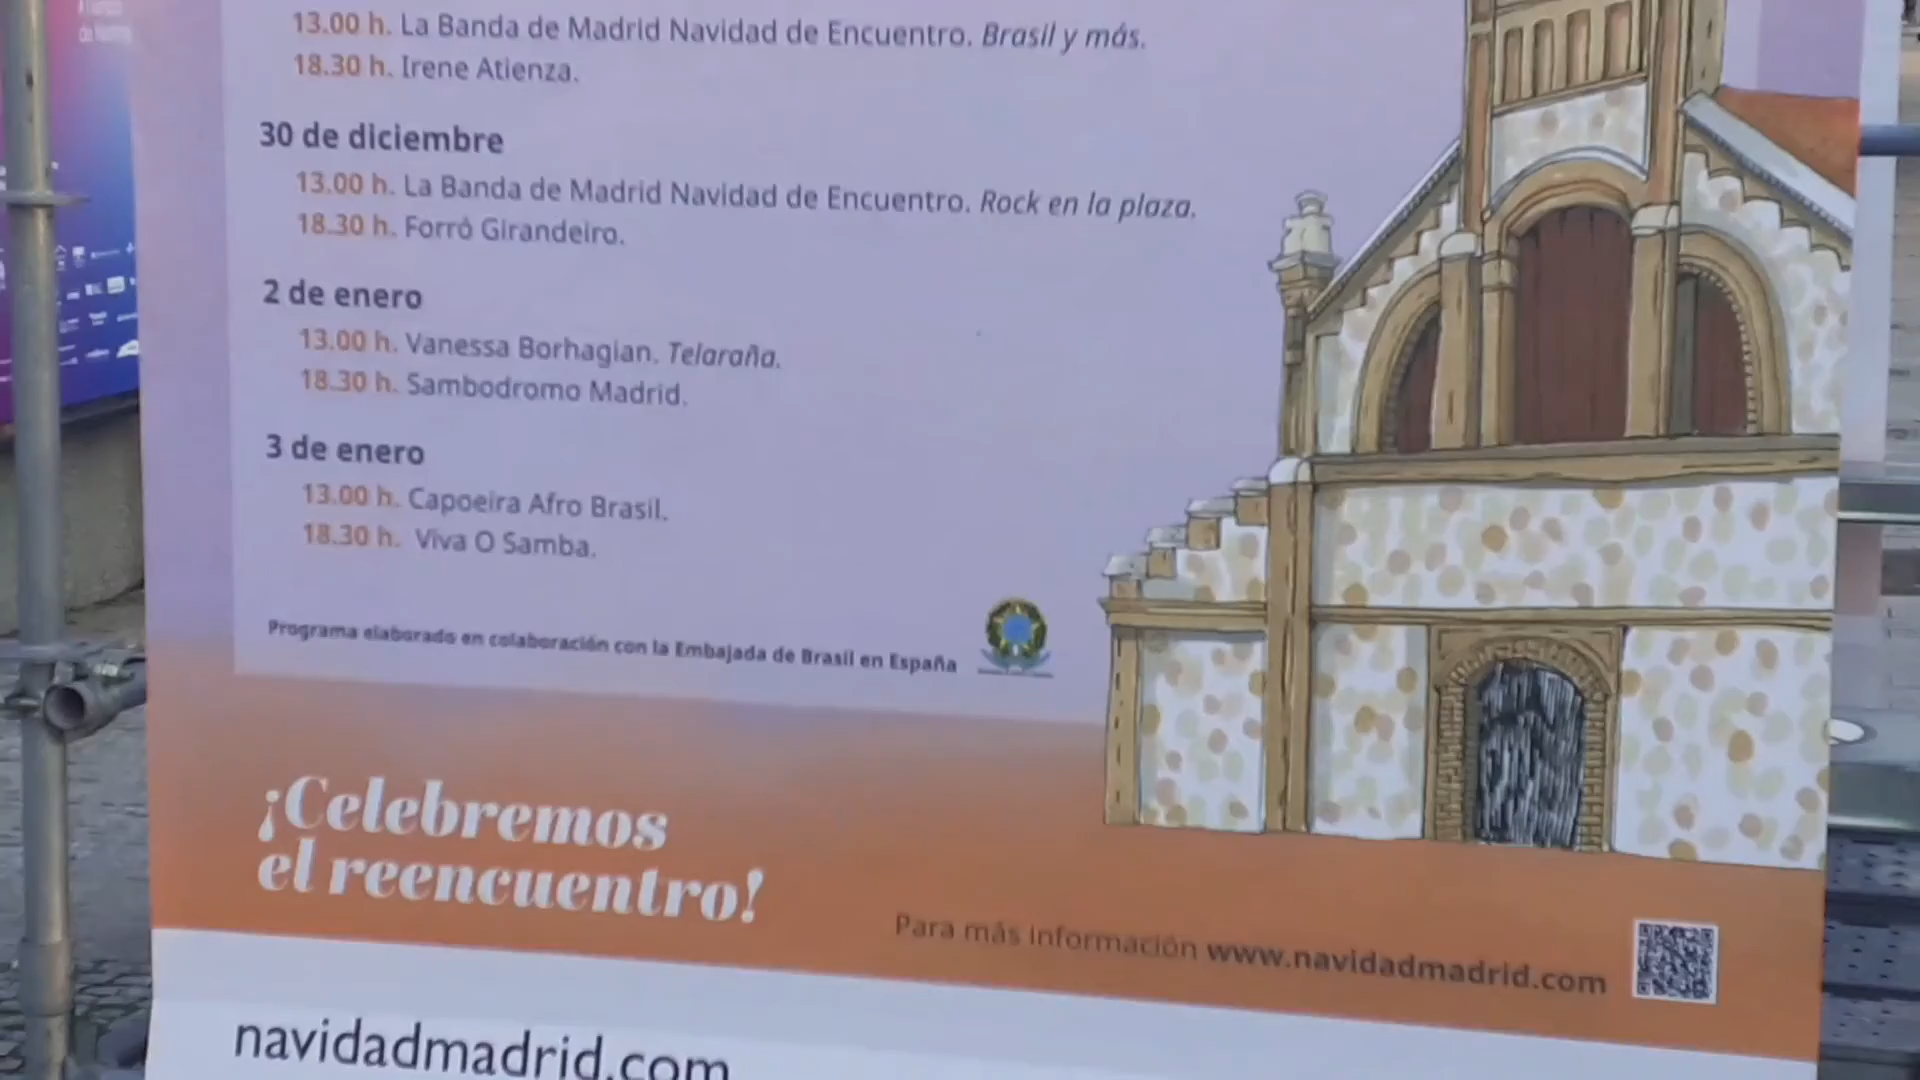 13.00 h. La Banda de Madrid Navidad de Encuentro. Brasil y más.
18.30 h. Irene Atienza.
30 de diciembre
13.00 h. La Banda de Madrid Navidad de Encuentro. Rock en la plaza.
18.30 h. Forró Girandeiro.
2 de enero
13.00 h. Vanessa Borhagian. Telaraña.
18.30 h. Sambodromo Madrid.
3 de enero
13.00 h. Capoeira Afro Brasil.
18.30 h. Viva O Samba.
Programa elaborado en colaboración con la Embajada de Brasil en España
¡Celebremos
el reencuentro!
Para más información www.navidadmadrid.com
navidadmadrid.com